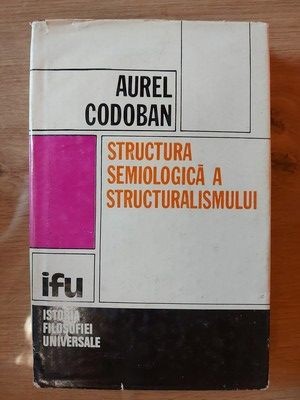 AUREL
CODOBAN
STRUCTURA
SEMIOLOGICĂ A
STRUCTURALISMULUI
ifu
ISTORIA
FILOSOFIEI
UNIVERSALE